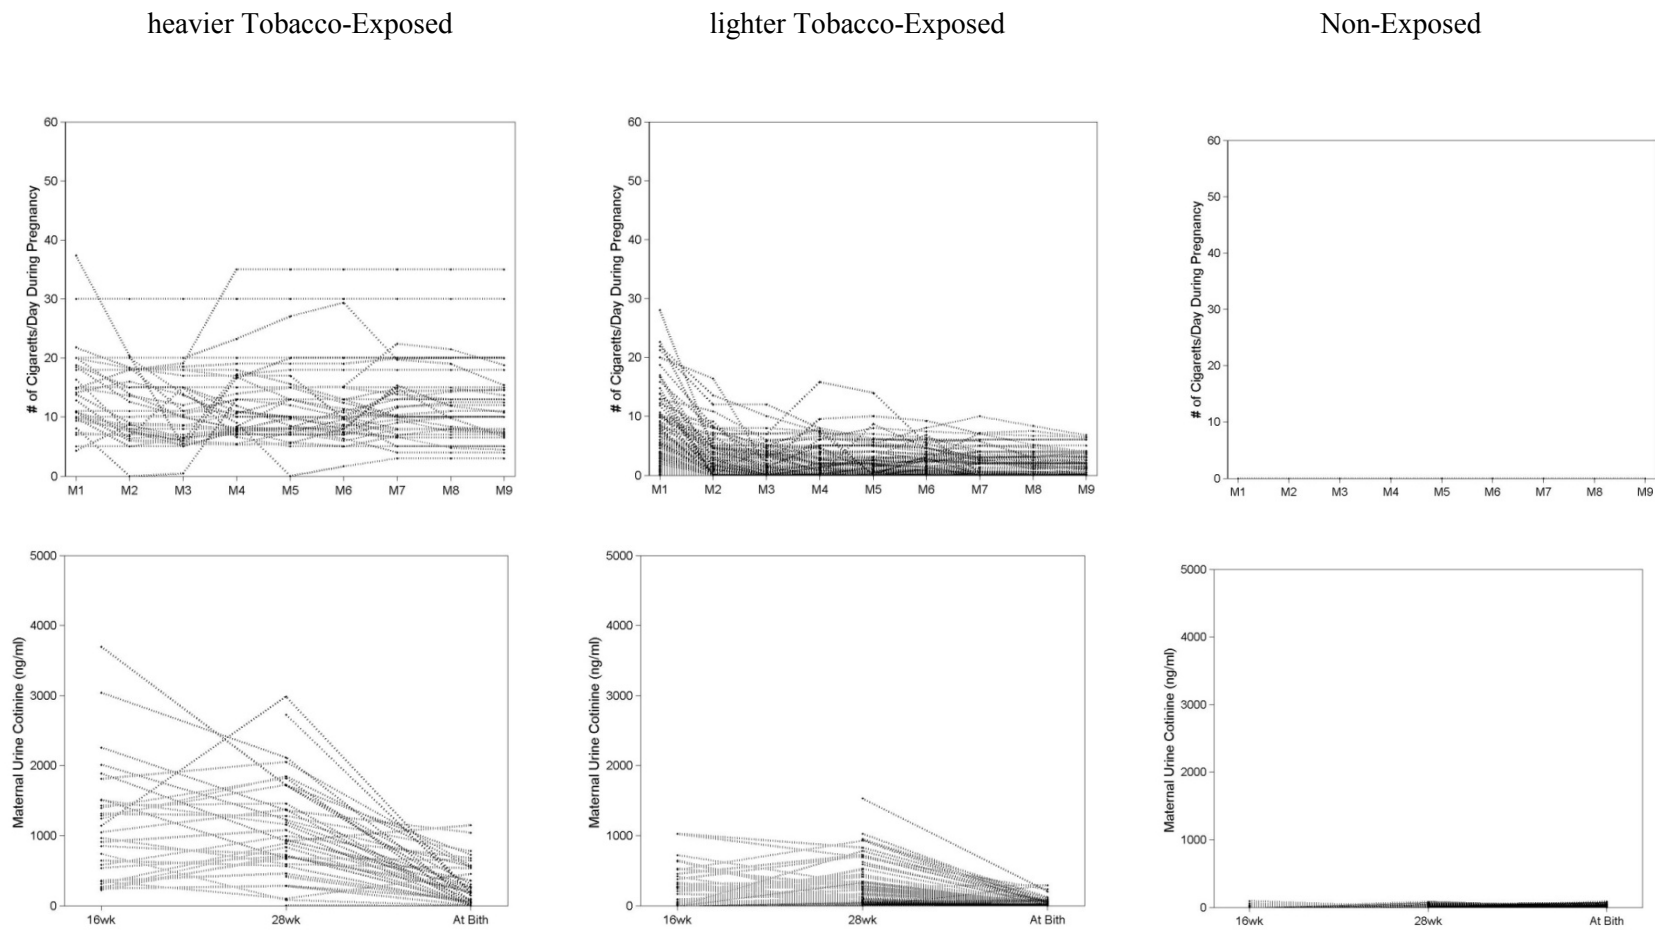 heavier Tobacco-Exposed
lighter Tobacco-Exposed
Non-Exposed
# of Cigaretts/Day During Pregnancy
60
50
40
30
20
10
0
M1 M2 M3 M4 M5 M6 M7 M8 M9
# of Cigaretts/Day During Pregnancy
60
50
40
30
20
10
0
M1 M2 M3 M4 M5 M6 M7 M8 M9
# of Cigaretts/Day During Pregnancy
60
50
40
30
20
10
0
M1 M2 M3 M4 M5 M6 M7 M8 M9
Maternal Urine Cotinine (ng/ml)
5000
4000
3000
2000
1000
0
16wk 28wk At Bith
Maternal Urine Cotinine (ng/ml)
5000
4000
3000
2000
1000
0
16wk 28wk At Bith
Maternal Urine Cotinine (ng/ml)
5000
4000
3000
2000
1000
0
16wk 28wk At Bith